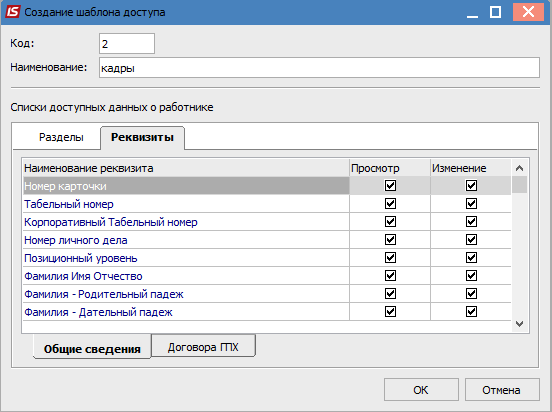 IS Создание шаблона доступа
Код: 2
Наименование: кадры
Списки доступных данных о работнике
Разделы Реквизиты
Наименование реквизита Просмотр Изменение
Номер карточки
Табельный номер
Корпоративный Табельный номер
Номер личного дела
Позиционный уровень
Фамилия Имя Отчество
Фамилия - Родительный падеж
Фамилия - Дательный падеж
Общие сведения Договора ГПХ
ОК Отмена